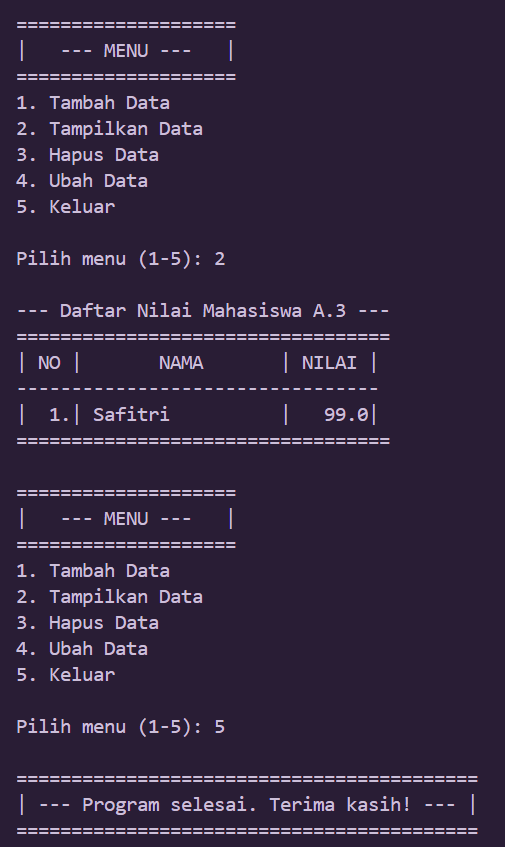 ====================
|   --- MENU ---   |
====================
1. Tambah Data
2. Tampilkan Data
3. Hapus Data
4. Ubah Data
5. Keluar

Pilih menu (1-5): 2

--- Daftar Nilai Mahasiswa A.3 ---
==================================
| NO |       NAMA       | NILAI |
---------------------------------
|  1.| Safitri          |   99.0|
==================================

====================
|   --- MENU ---   |
====================
1. Tambah Data
2. Tampilkan Data
3. Hapus Data
4. Ubah Data
5. Keluar

Pilih menu (1-5): 5

==========================================
| --- Program selesai. Terima kasih! --- |
==========================================